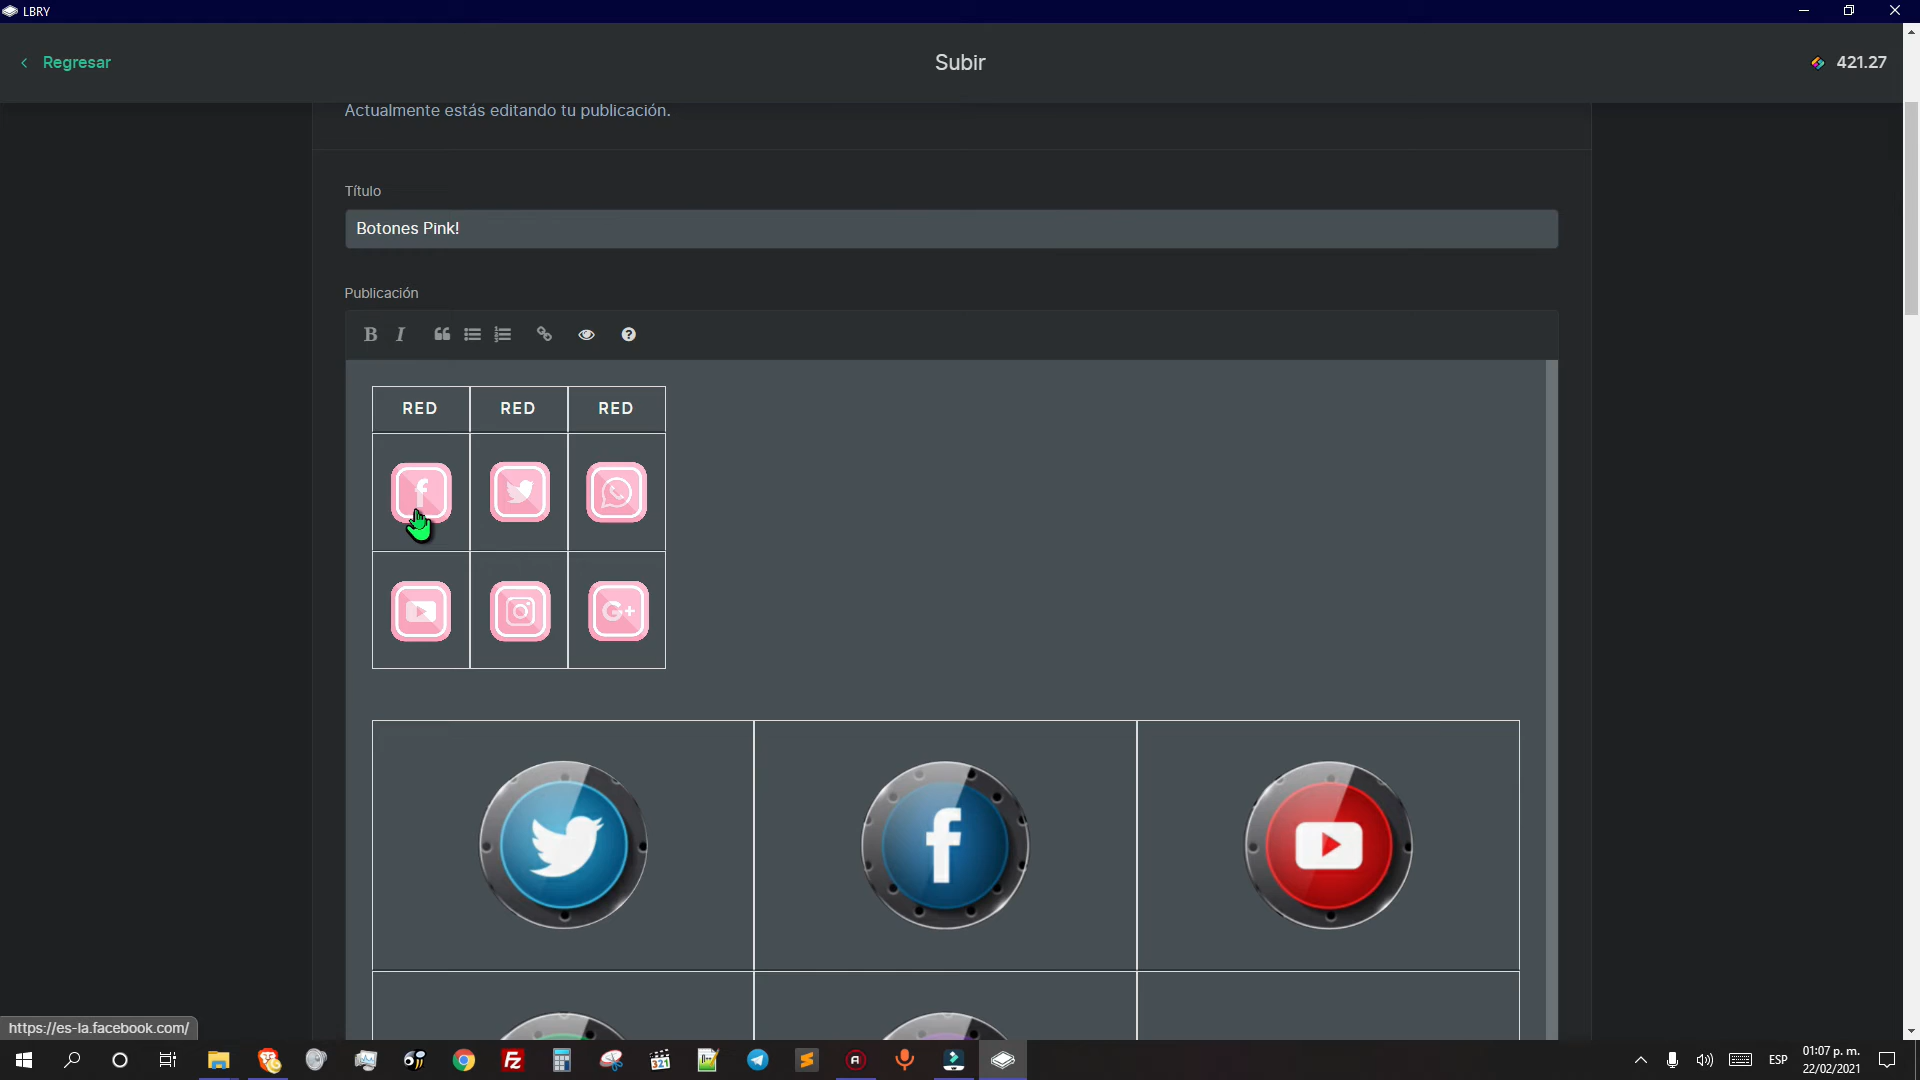 LBRY
Regresar
Subir
421.27
Actualmente estás editando tu publicación.
Título
Botones Pink!
Publicación
B I
RED RED RED
f
G+
f
https://es-la.facebook.com/
321
ESP
01:07 p. m.
22/02/2021